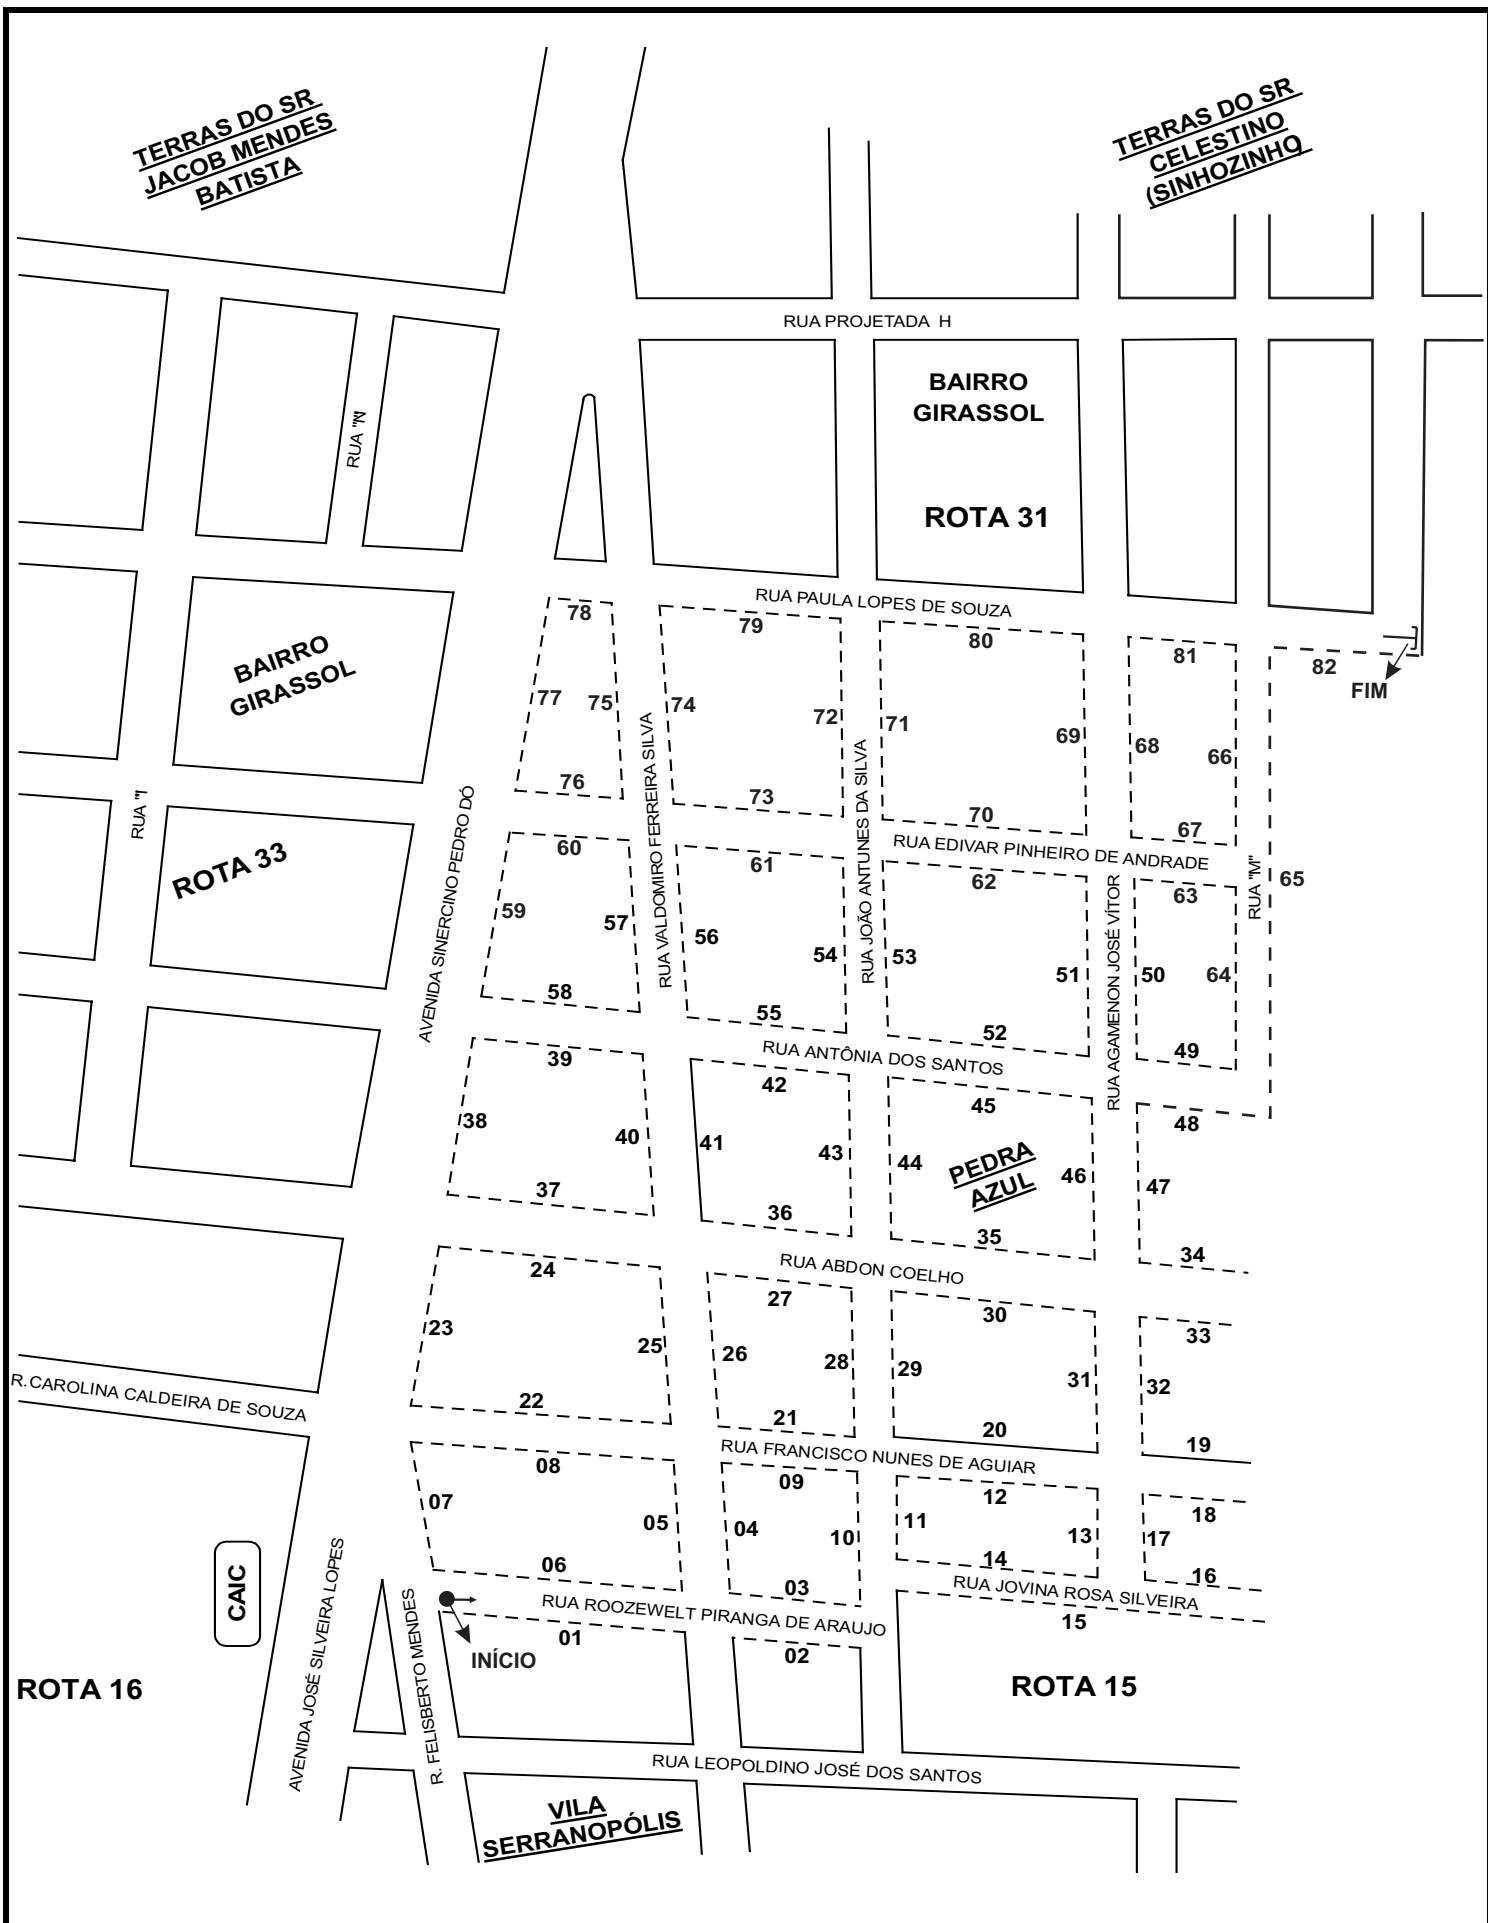 TERRAS DO SR
JACOB MENDES
BATISTA
TERRAS DO SR
CELESTINO
(SINHOZINHO)
RUA PROJETADA H
BAIRRO
GIRASSOL
ROTA 31
RUA "N"
RUA PAULA LOPES DE SOUZA
78
79
80
81
82
FIM
BAIRRO
GIRASSOL
77
75
74
72
71
69
68
66
76
73
70
67
RUA "I"
ROTA 33
AVENIDA SINERCINO PEDRO DÓ
RUA VALDOMIRO FERREIRA SILVA
RUA JOÃO ANTUNES DA SILVA
RUA EDIVAR PINHEIRO DE ANDRADE
RUA AGAMENON JOSÉ VÍTOR
RUA "M"
65
60
61
62
63
59
57
56
54
53
51
50
64
58
55
52
49
RUA ANTÔNIA DOS SANTOS
39
42
45
48
38
40
41
43
44
PEDRA
AZUL
46
47
37
36
35
34
RUA ABDON COELHO
24
27
30
33
23
25
26
28
29
31
32
22
21
20
19
R.CAROLINA CALDEIRA DE SOUZA
RUA FRANCISCO NUNES DE AGUIAR
08
09
12
18
07
05
04
10
11
13
17
06
03
14
16
RUA JOVINA ROSA SILVEIRA
15
RUA ROOZEWELT PIRANGA DE ARAUJO
01
02
INÍCIO
CAIC
AVENIDA JOSÉ SILVEIRA LOPES
R. FELISBERTO MENDES
ROTA 16
ROTA 15
RUA LEOPOLDINO JOSÉ DOS SANTOS
VILA
SERRANOPÓLIS